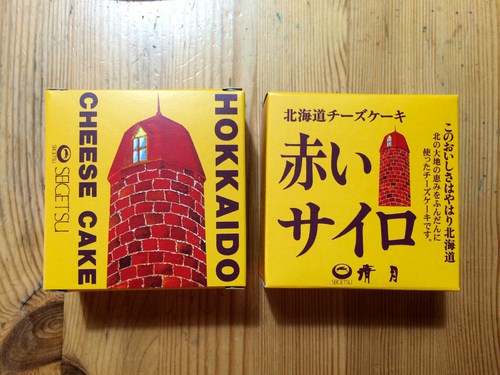 CHEESE CAKE
SEIGETSU
SEIGETSU
HOKKAIDO
北海道チーズケーキ
赤い
サイロ
このおいしさはやはり北海道
北の大地の恵みをふんだんに
使ったチーズケーキです。
SEIGETSU
清月